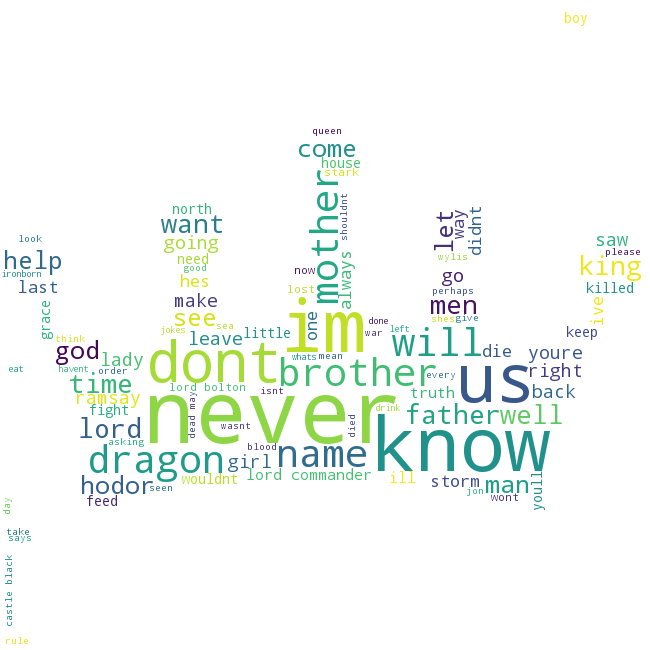 boy
queen
come
house
stark
mother
shouldnt
always
now
lost
north
want
going
need
good
hes
make
see
jokes
sea
let
way
didnt
wylis
go
perhaps
men
shes
give
saw
please
king
killed
ive
keep
look
help
ironborn
last
grace
think
god
lady
eat
havent
order
time
ramsay
fight
lord
asking
im
one
done
war
left
will
die
youre
right
back
leave
little
whats
mean
dont
brother
every
us
lord bolton
isnt
truth
never
dead may
wasnt
died
drink
father
well
know
dragon
girl
blood
name
hodor
seen
feed
wouldnt
lord commander
ill
storm
jon
man
wont
youll
day
take
says
castle black
rule